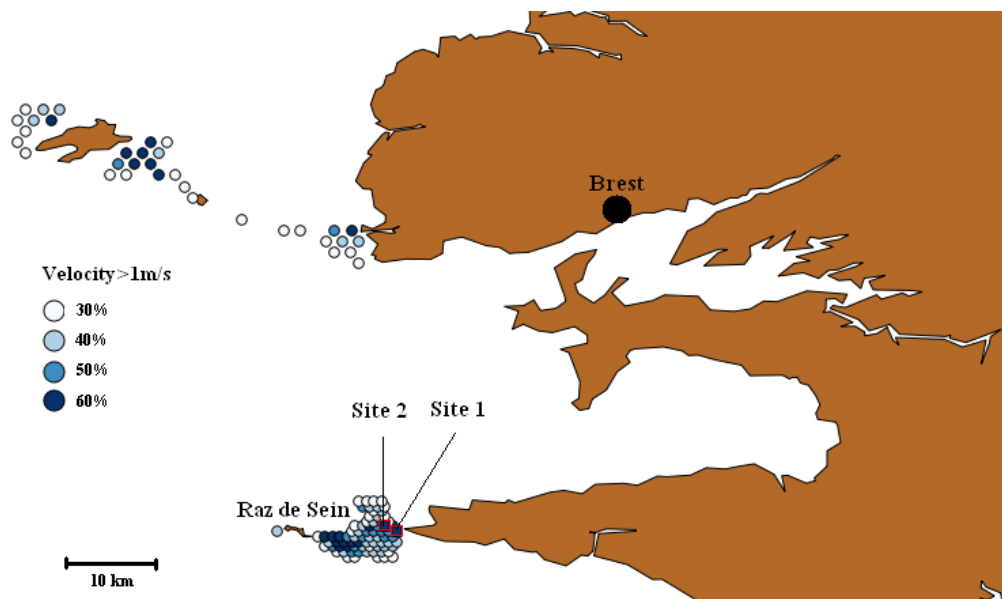 Brest
Velocity>1m/s
30%
40%
50%
60%
Site 2
Site 1
Raz de Sein
10 km